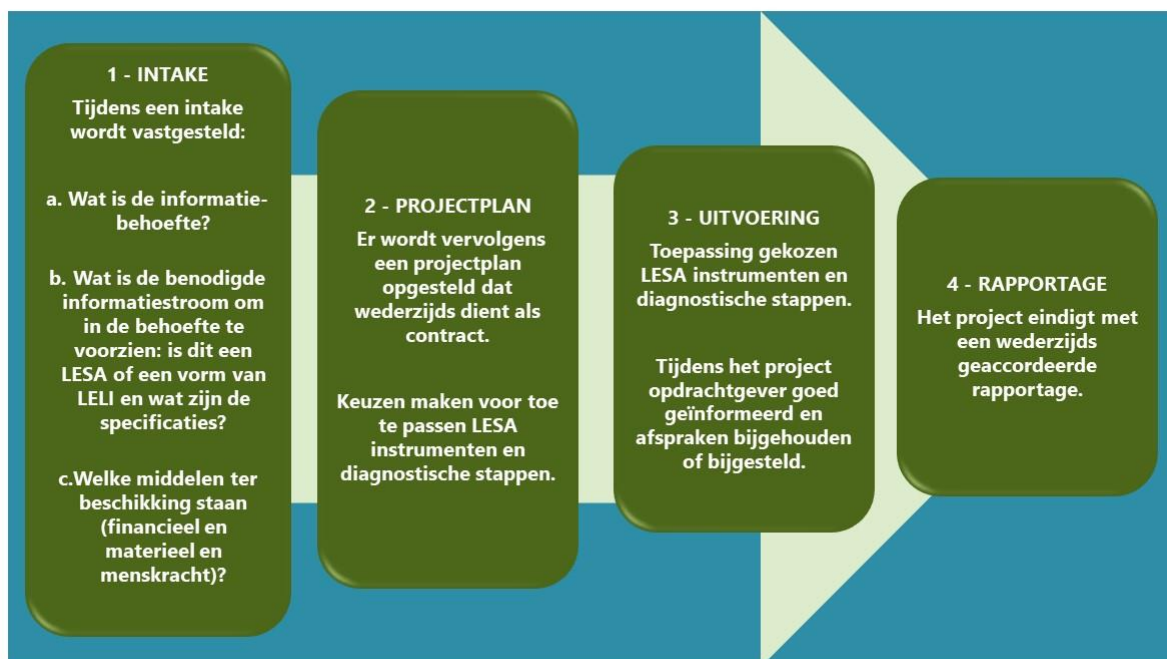 1 - INTAKE
Tijdens een intake
wordt vastgesteld:
a. Wat is de informatie-
behoefte?
b. Wat is de benodigde
informatiestroom om
in de behoefte te
voorzien: is dit een
LESA of een vorm van
LELI en wat zijn de
specificaties?
c.Welke middelen ter
beschikking staan
(financieel en
materieel en
menskracht)?
2 - PROJECTPLAN
Er wordt vervolgens
een projectplan
opgesteld dat
wederzijds dient als
contract.
Keuzen maken voor toe
te passen LESA
instrumenten en
diagnostische stappen.
3 - UITVOERING
Toepassing gekozen
LESA instrumenten en
diagnostische stappen.
Tijdens het project
opdrachtgever goed
geïnformeerd en
afspraken bijgehouden
of bijgesteld.
4 - RAPPORTAGE
Het project eindigt met
een wederzijds
geaccordeerde
rapportage.